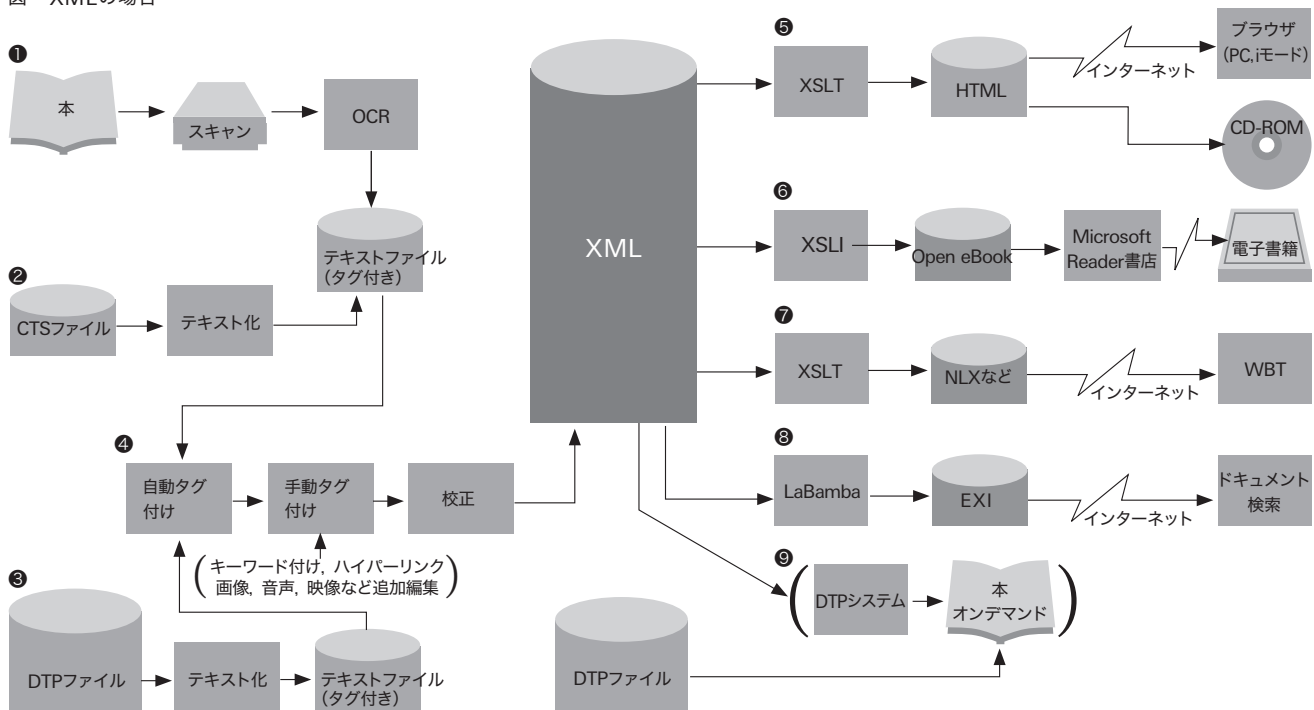 図　XMLの場合
❶
本
スキャン
OCR
テキストファイル
(タグ付き)
❷
CTSファイル
テキスト化
❹
自動タグ
付け
手動タグ
付け
校正
(キーワード付け, ハイパーリンク
画像, 音声, 映像など追加編集)
❸
DTPファイル
テキスト化
テキストファイル
(タグ付き)
XML
❺
XSLT
HTML
インターネット
ブラウザ
(PC,iモード)
CD-ROM
❻
XSLI
Open eBook
Microsoft
Reader書店
電子書籍
❼
XSLT
NLXなど
インターネット
WBT
❽
LaBamba
EXI
インターネット
ドキュメント
検索
❾
(DTPシステム
本
オンデマンド)
DTPファイル